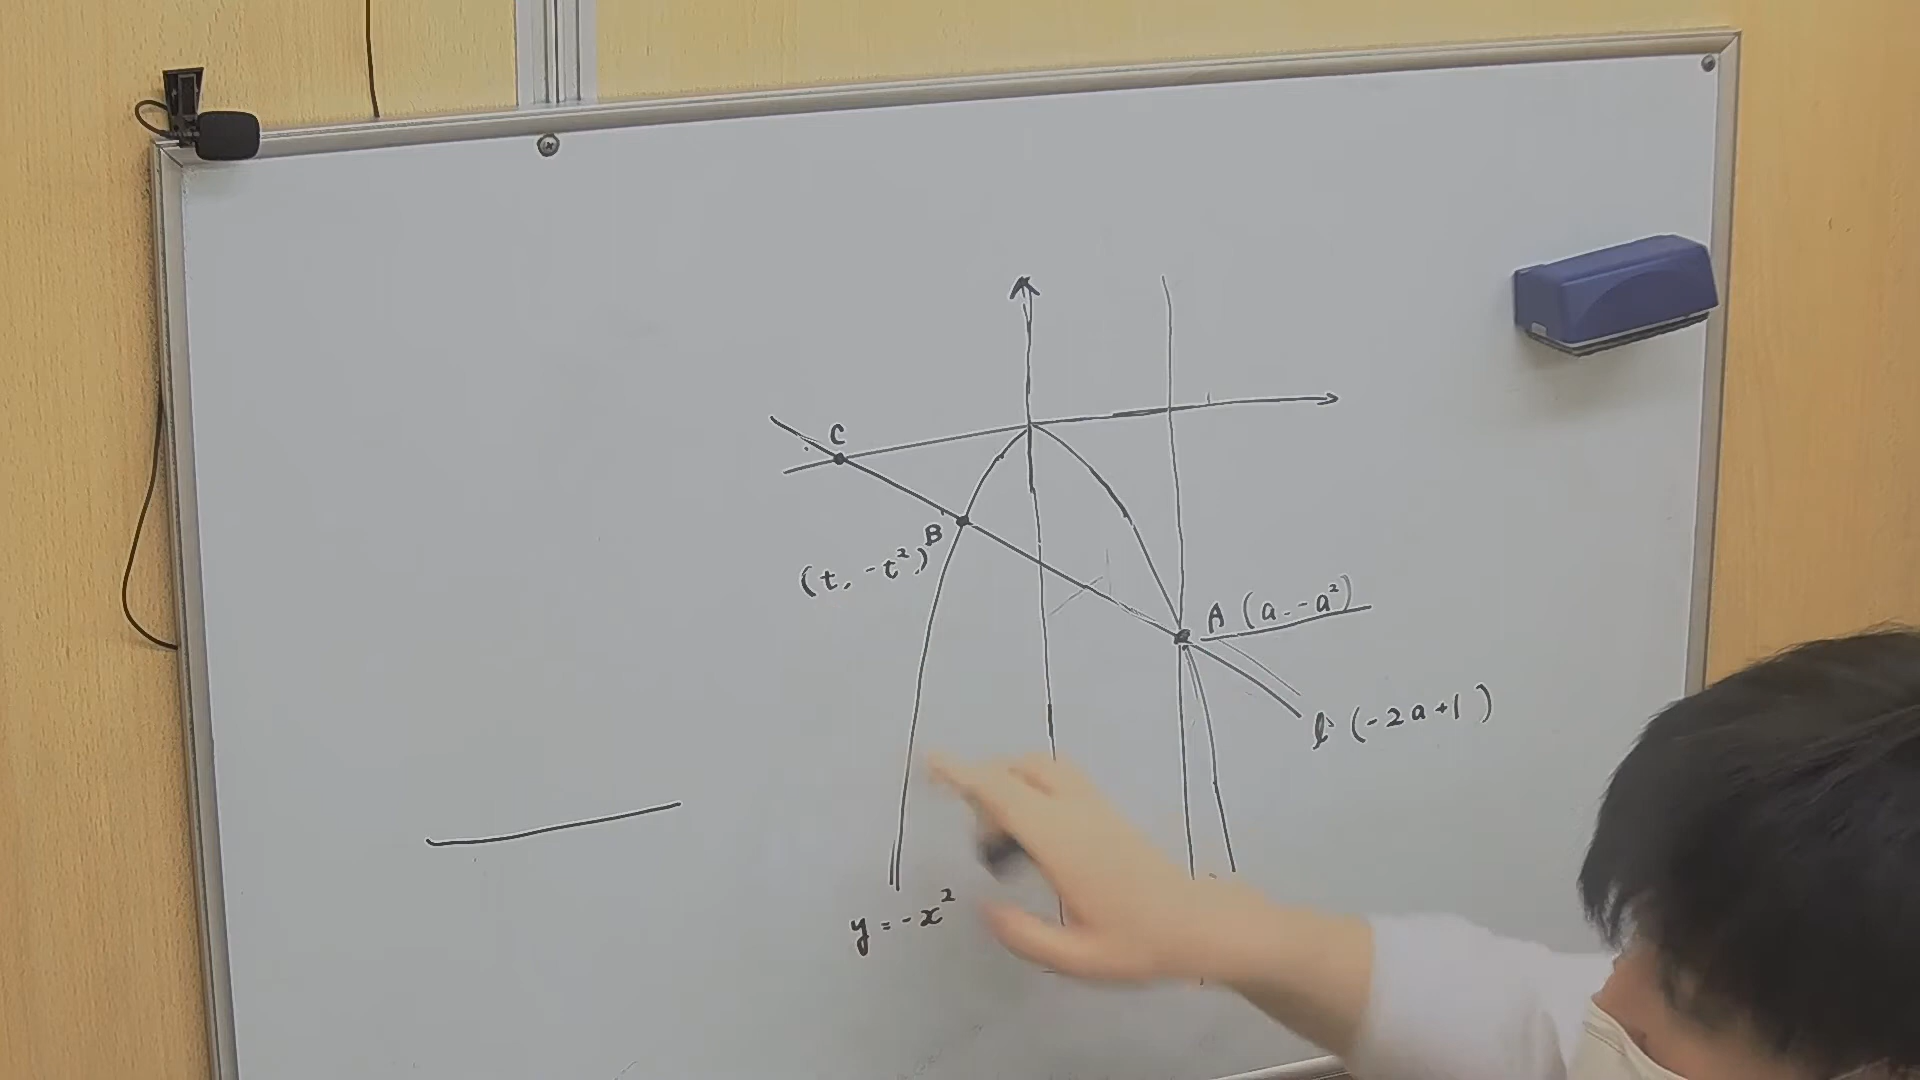 C
B
(t, -t²)
A (a, -a²)
l: (-2a+1)
y = -x²